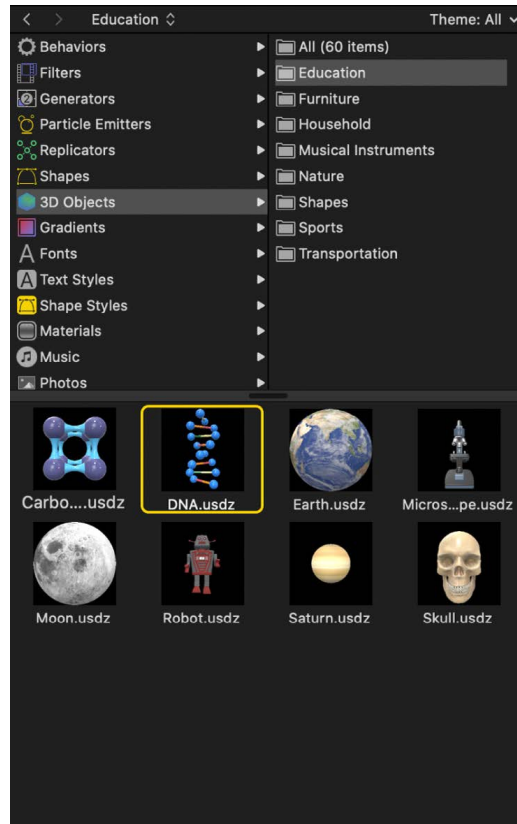 Education
Theme: All
Behaviors
Filters
Generators
Particle Emitters
Replicators
Shapes
3D Objects
Gradients
Fonts
Text Styles
Shape Styles
Materials
Music
Photos
All (60 items)
Education
Furniture
Household
Musical Instruments
Nature
Shapes
Sports
Transportation
Carbo....usdz
DNA.usdz
Earth.usdz
Micros...pe.usdz
Moon.usdz
Robot.usdz
Saturn.usdz
Skull.usdz